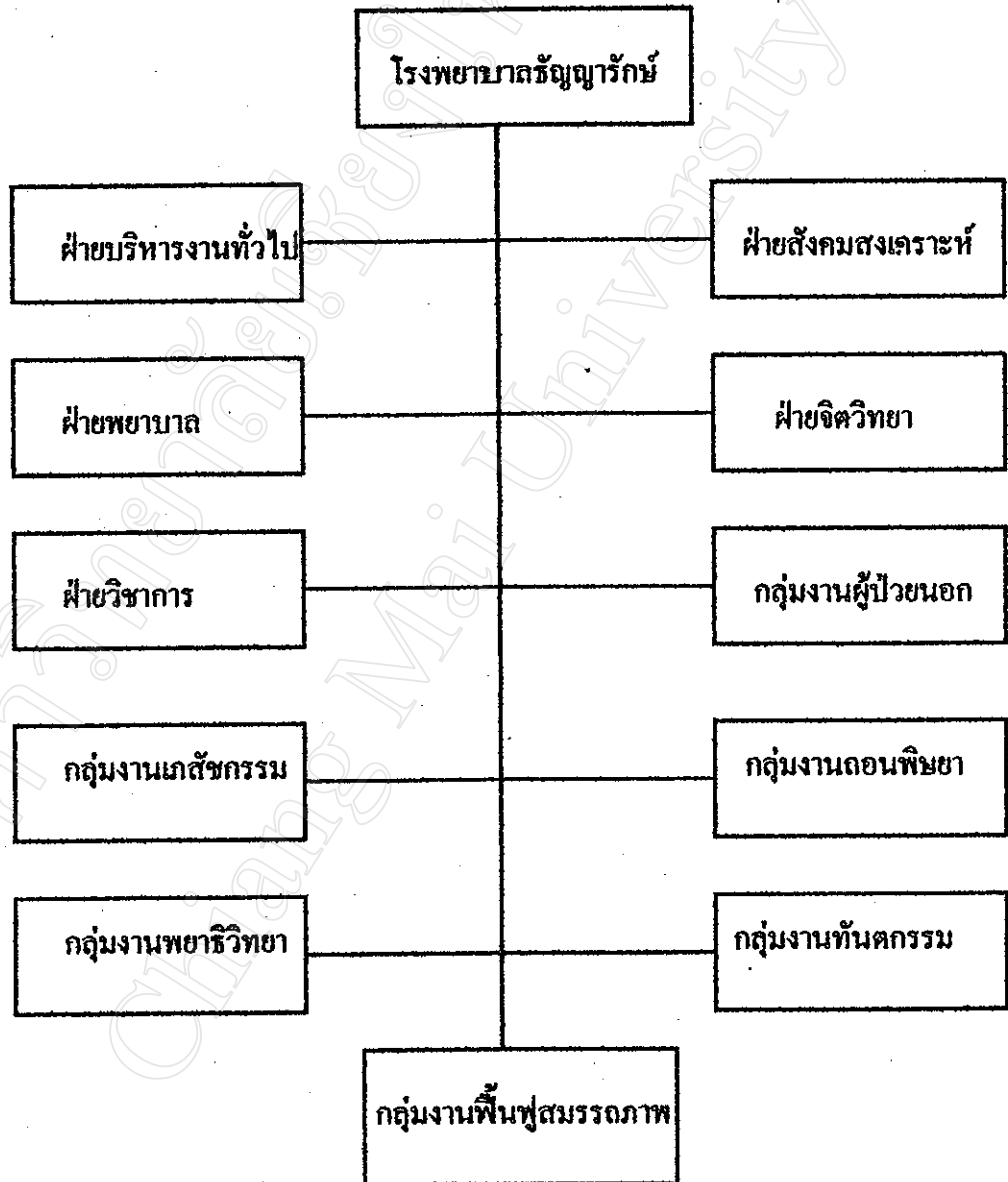 โรงพยาบาลธัญญารักษ์
ฝ่ายบริหารงานทั่วไป
ฝ่ายสังคมสงเคราะห์
ฝ่ายพยาบาล
ฝ่ายจิตวิทยา
ฝ่ายวิชาการ
กลุ่มงานผู้ป่วยนอก
กลุ่มงานเภสัชกรรม
กลุ่มงานถอนพิษยา
กลุ่มงานพยาธิวิทยา
กลุ่มงานทันตกรรม
กลุ่มงานฟื้นฟูสมรรถภาพ
Chiang Mai University